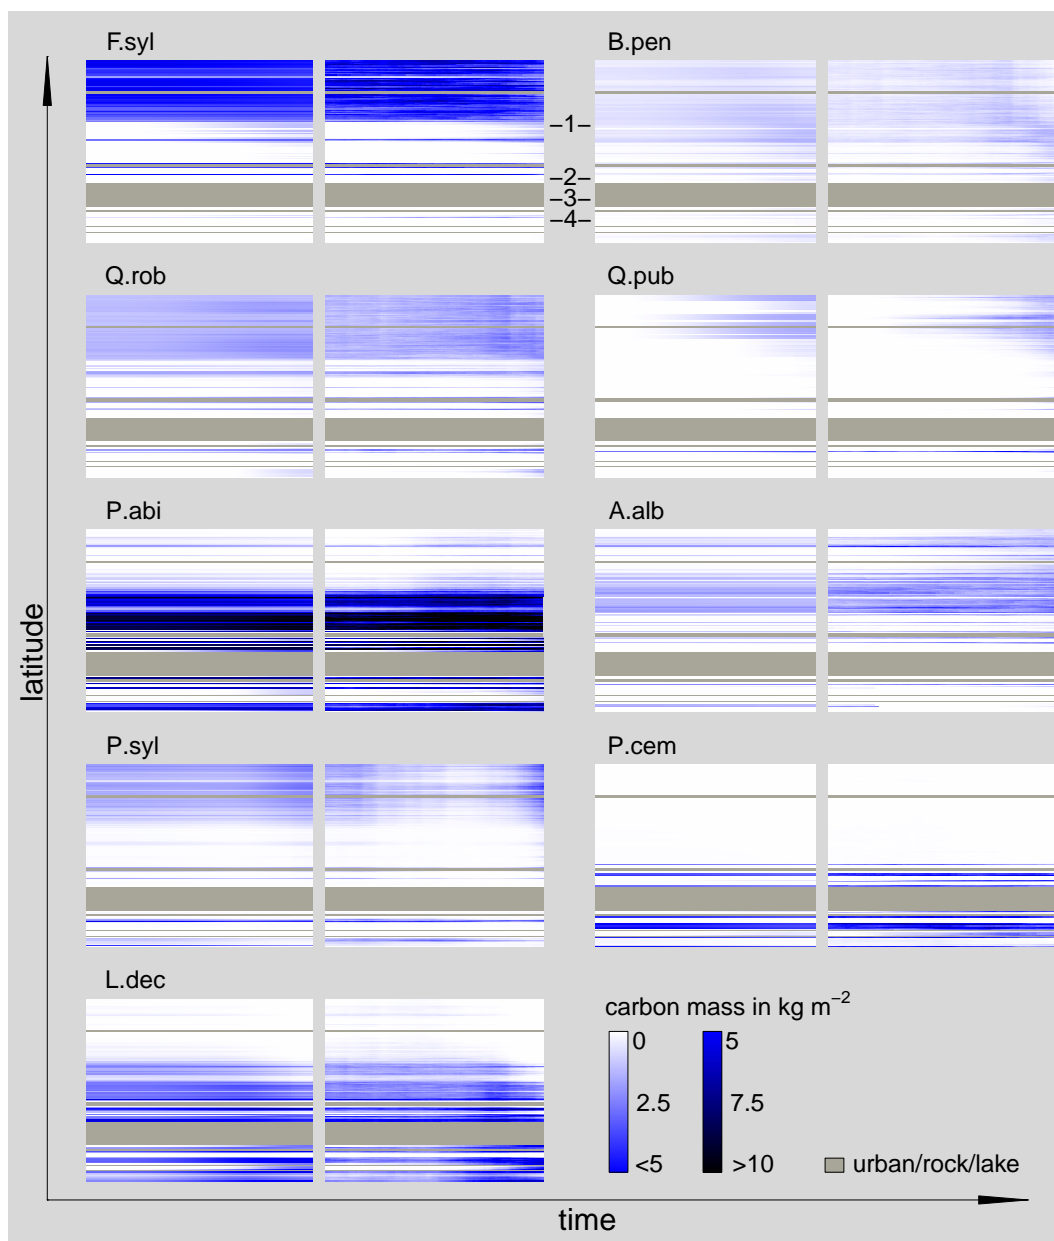 F.syl
B.pen
–1–
–2–
–3–
–4–
Q.rob
Q.pub
P.abi
A.alb
latitude
P.syl
P.cem
L.dec
carbon mass in kg m⁻²
0 5
2.5 7.5
<5 >10
urban/rock/lake
time